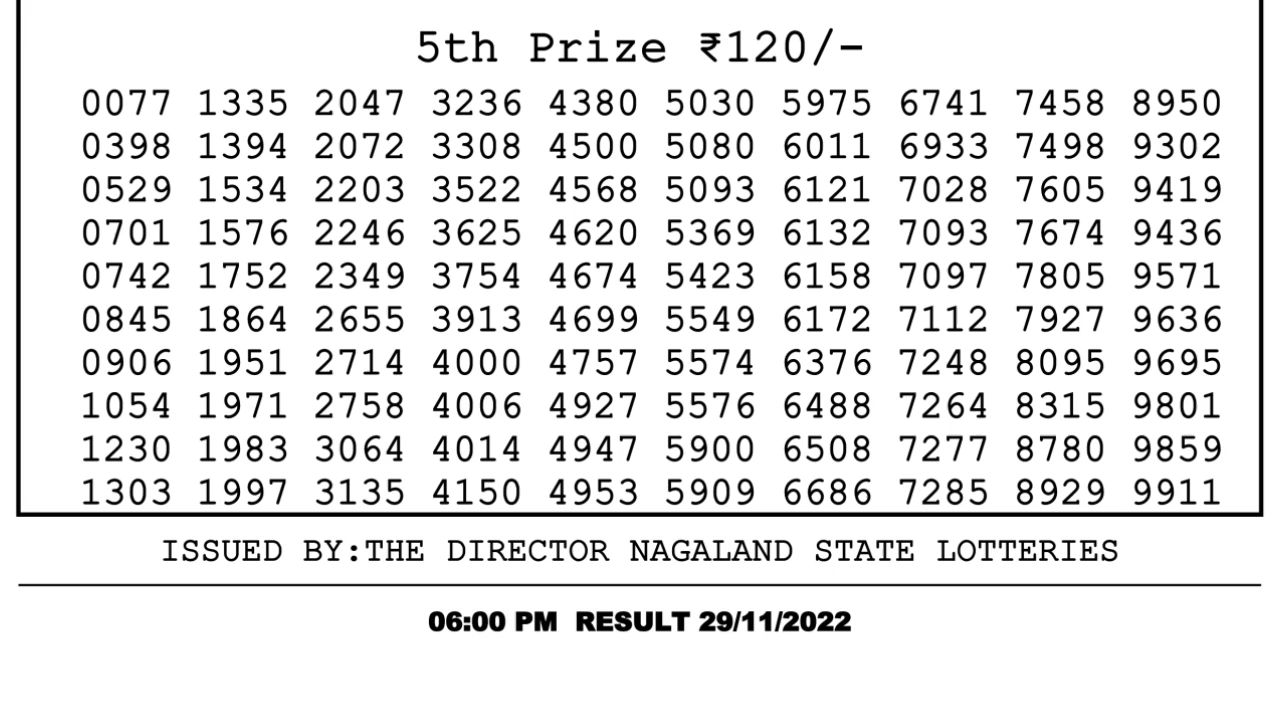 5th Prize ₹120/-
0077 1335 2047 3236 4380 5030 5975 6741 7458 8950
0398 1394 2072 3308 4500 5080 6011 6933 7498 9302
0529 1534 2203 3522 4568 5093 6121 7028 7605 9419
0701 1576 2246 3625 4620 5369 6132 7093 7674 9436
0742 1752 2349 3754 4674 5423 6158 7097 7805 9571
0845 1864 2655 3913 4699 5549 6172 7112 7927 9636
0906 1951 2714 4000 4757 5574 6376 7248 8095 9695
1054 1971 2758 4006 4927 5576 6488 7264 8315 9801
1230 1983 3064 4014 4947 5900 6508 7277 8780 9859
1303 1997 3135 4150 4953 5909 6686 7285 8929 9911
ISSUED BY:THE DIRECTOR NAGALAND STATE LOTTERIES
06:00 PM RESULT 29/11/2022